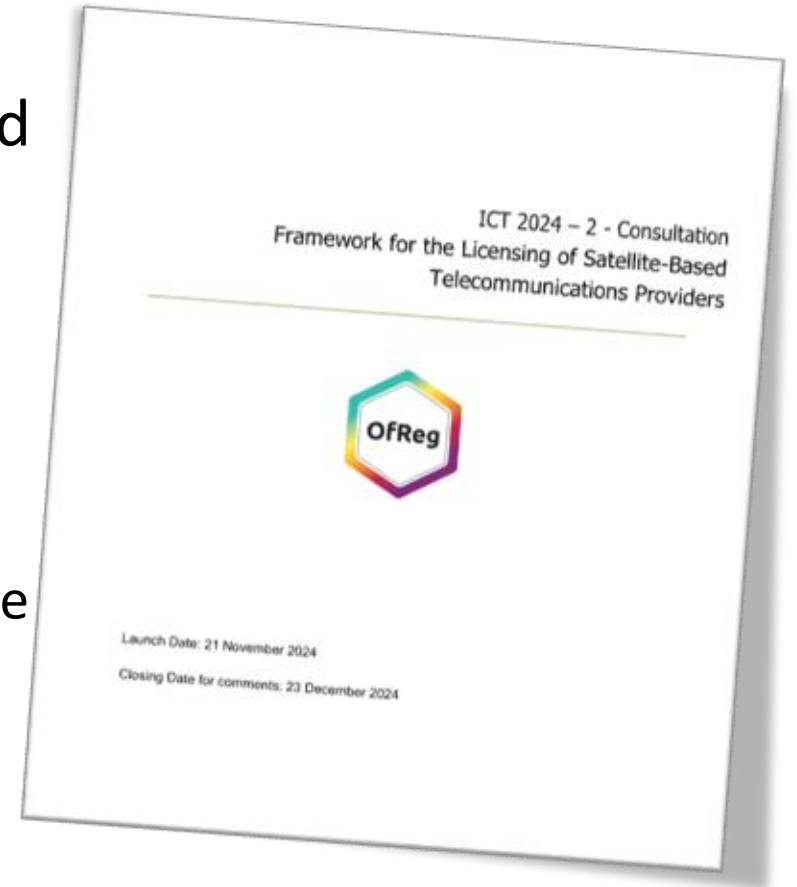 d
ICT 2024 – 2 - Consultation
Framework for the Licensing of Satellite-Based
Telecommunications Providers
OfReg
e
Launch Date: 21 November 2024
Closing Date for comments: 23 December 2024